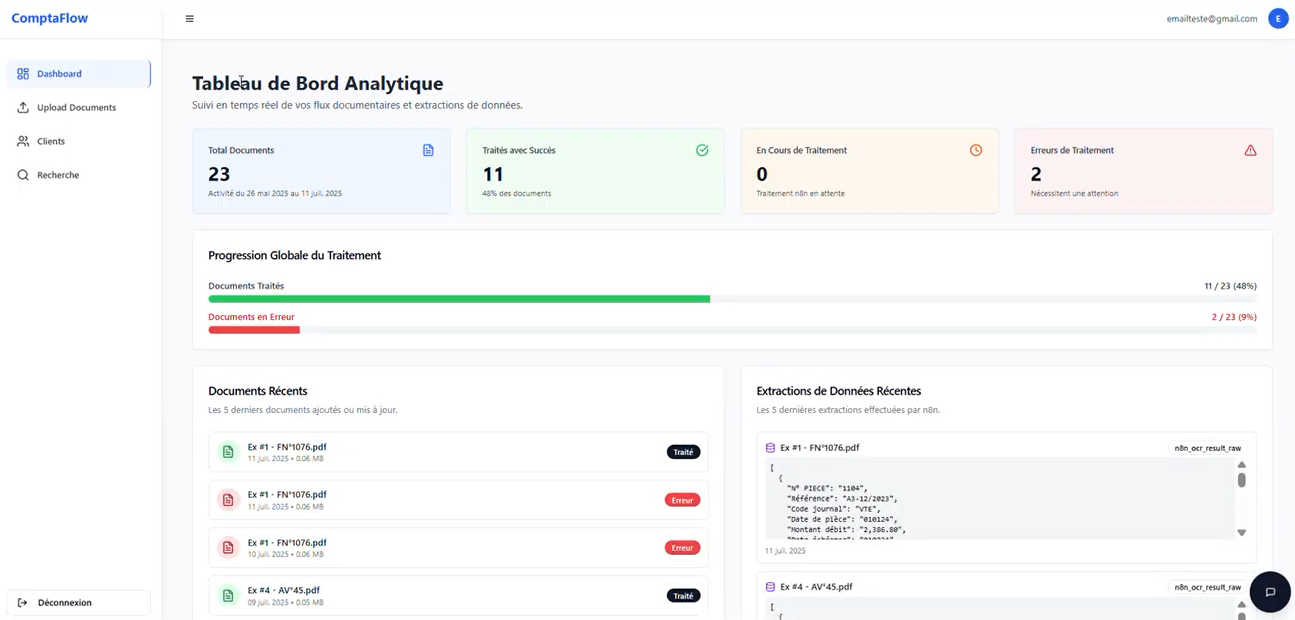 ComptaFlow
emailteste@gmail.com
E
Dashboard
Upload Documents
Clients
Recherche
Déconnexion
Tableau de Bord Analytique
Suivi en temps réel de vos flux documentaires et extractions de données.
Total Documents
23
Activité du 26 mai 2025 au 11 juil. 2025
Traités avec Succès
11
48% des documents
En Cours de Traitement
0
Traitement n8n en attente
Erreurs de Traitement
2
Nécessitent une attention
Progression Globale du Traitement
Documents Traités 11 / 23 (48%)
Documents en Erreur 2 / 23 (9%)
Documents Récents
Les 5 derniers documents ajoutés ou mis à jour.
Ex #1 - FN°1076.pdf
11 juil. 2025 • 0.06 MB
Traité
Ex #1 - FN°1076.pdf
11 juil. 2025 • 0.06 MB
Erreur
Ex #1 - FN°1076.pdf
10 juil. 2025 • 0.06 MB
Erreur
Ex #4 - AV°45.pdf
09 juil. 2025 • 0.05 MB
Traité
Extractions de Données Récentes
Les 5 dernières extractions effectuées par n8n.
Ex #1 - FN°1076.pdf n8n_ocr_result_raw
[
{
"N° PIECE": "1104",
"Référence": "A3-12/2023",
"Code journal": "VTE",
"Date de pièce": "010124",
"Montant débit": "2,386.80",
11 juil. 2025
Ex #4 - AV°45.pdf n8n_ocr_result_raw
[
{